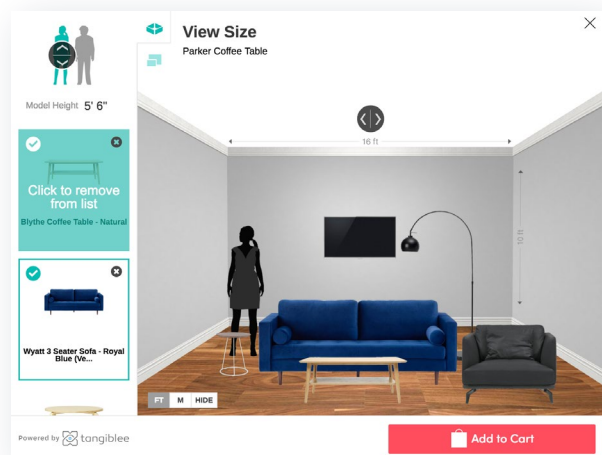 View Size
Parker Coffee Table
Model Height 5' 6"
Click to remove
from list
Blythe Coffee Table - Natural
Wyatt 3 Seater Sofa - Royal
Blue (Ve...
16 ft
10 ft
FT M HIDE
Powered by tangiblee
Add to Cart